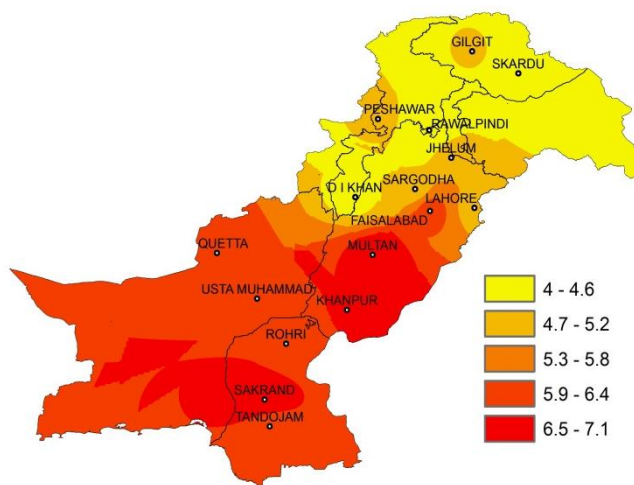 GILGIT
SKARDU
PESHAWAR
RAWALPINDI
JHELUM
SARGODHA
D I KHAN
LAHORE
FAISALABAD
QUETTA
MULTAN
USTA MUHAMMAD
KHANPUR
ROHRI
SAKRAND
TANDOJAM
4 - 4.6
4.7 - 5.2
5.3 - 5.8
5.9 - 6.4
6.5 - 7.1